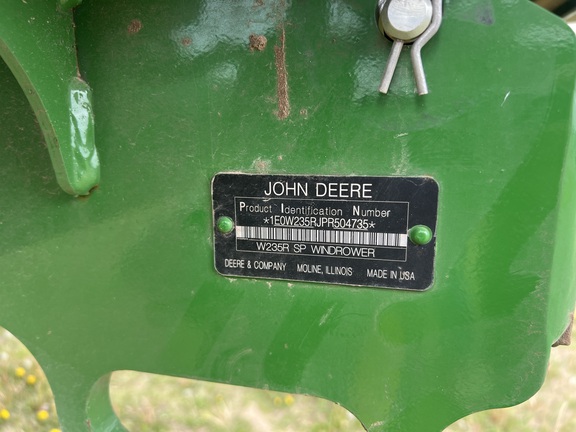 JOHN DEERE
Product Identification Number
*1E0W235RJPR504735*
W235R SP WINDROWER
DEERE & COMPANY MOLINE, ILLINOIS MADE IN USA